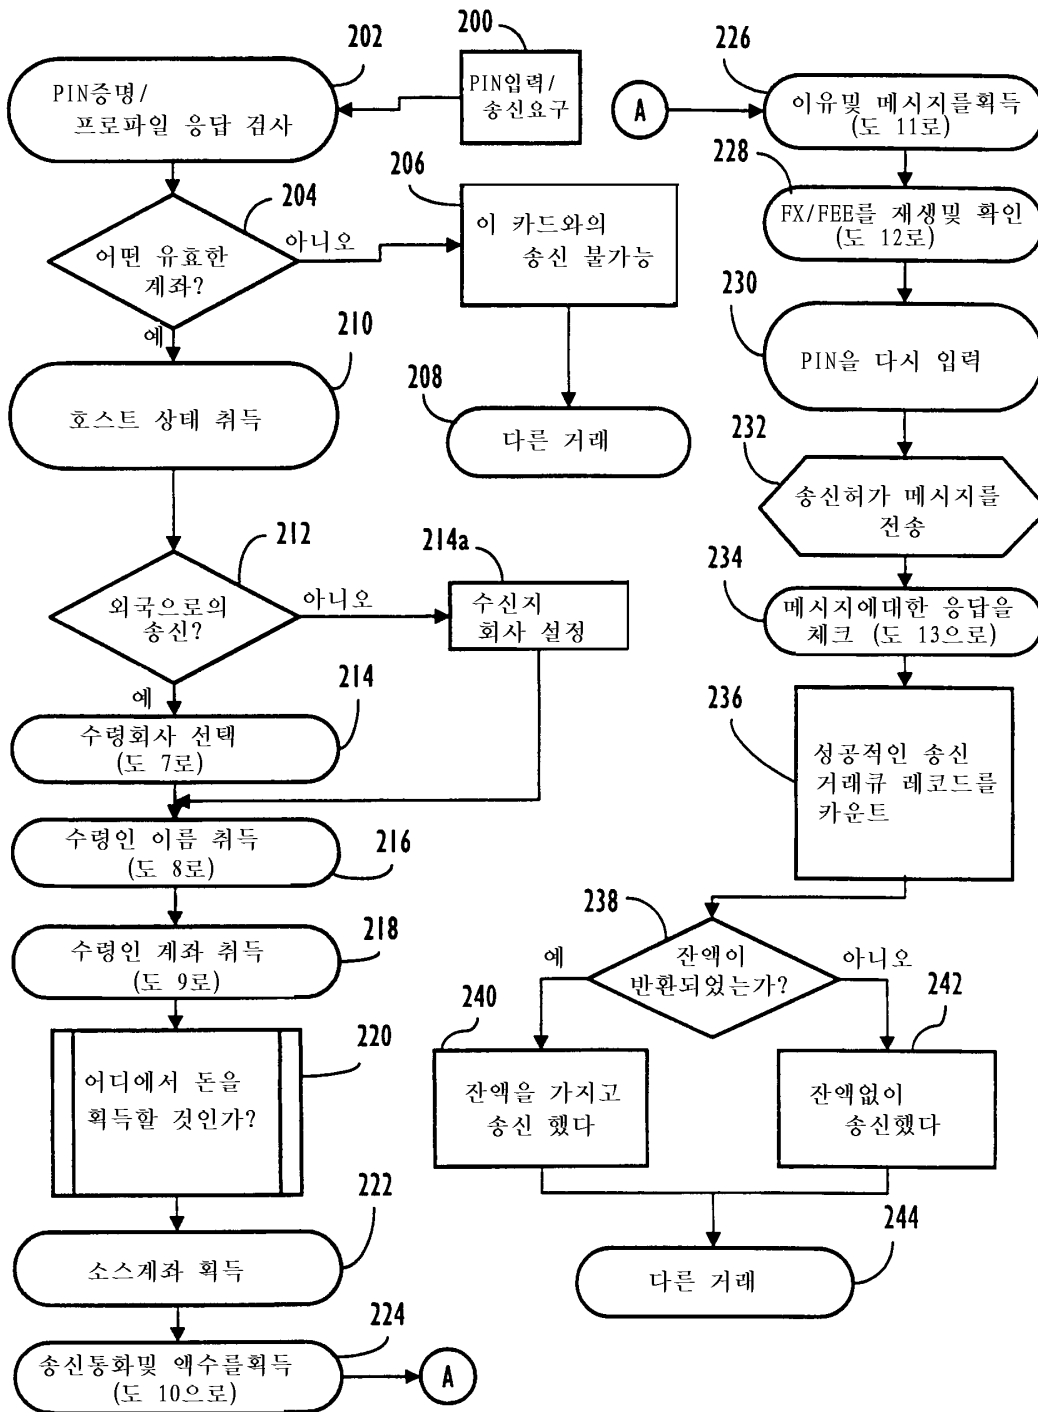 200
PIN입력/
송신요구
202
PIN증명/
프로파일 응답 검사
204
어떤 유효한
계좌?
아니오
예
206
이 카드와의
송신 불가능
208
다른 거래
210
호스트 상태 취득
212
외국으로의
송신?
아니오
예
214a
수신지
회사 설정
214
수령회사 선택
(도 7로)
216
수령인 이름 취득
(도 8로)
218
수령인 계좌 취득
(도 9로)
220
어디에서 돈을
획득할 것인가?
222
소스계좌 획득
224
송신통화및 액수를획득
(도 10으로)
A
A
226
이유및 메시지를획득
(도 11로)
228
FX/FEE를 재생및 확인
(도 12로)
230
PIN을 다시 입력
232
송신허가 메시지를
전송
234
메시지에대한 응답을
체크 (도 13으로)
236
성공적인 송신
거래큐 레코드를
카운트
238
잔액이
반환되었는가?
예
아니오
240
잔액을 가지고
송신 했다
242
잔액없이
송신했다
244
다른 거래